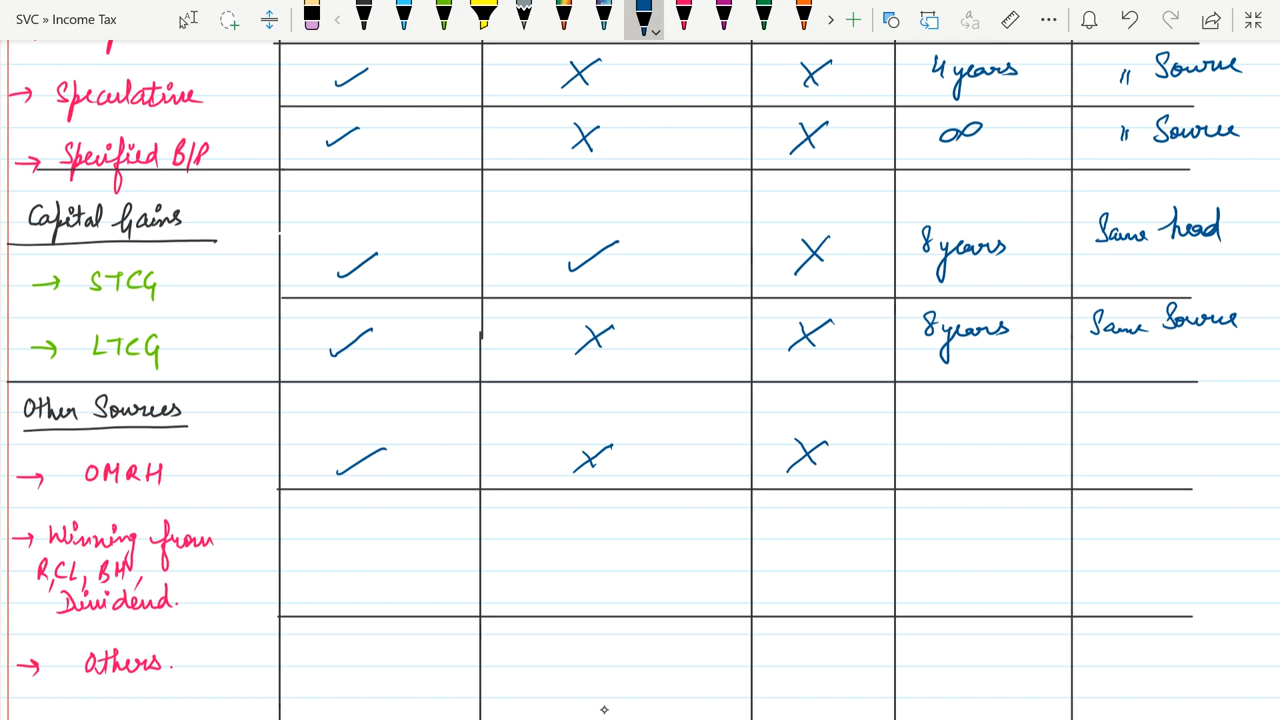 SVC » Income Tax
→ Speculative ✓ X X 4 years " Source
→ Specified B/P ✓ X X ∞ " Source
Capital Gains
→ STCG ✓ ✓ X 8 years Same head
→ LTCG ✓ X X 8 years Same Source
Other Sources
→ OMRH ✓ X X
→ Winning from
R,CL, BH,
Dividend.
→ Others.